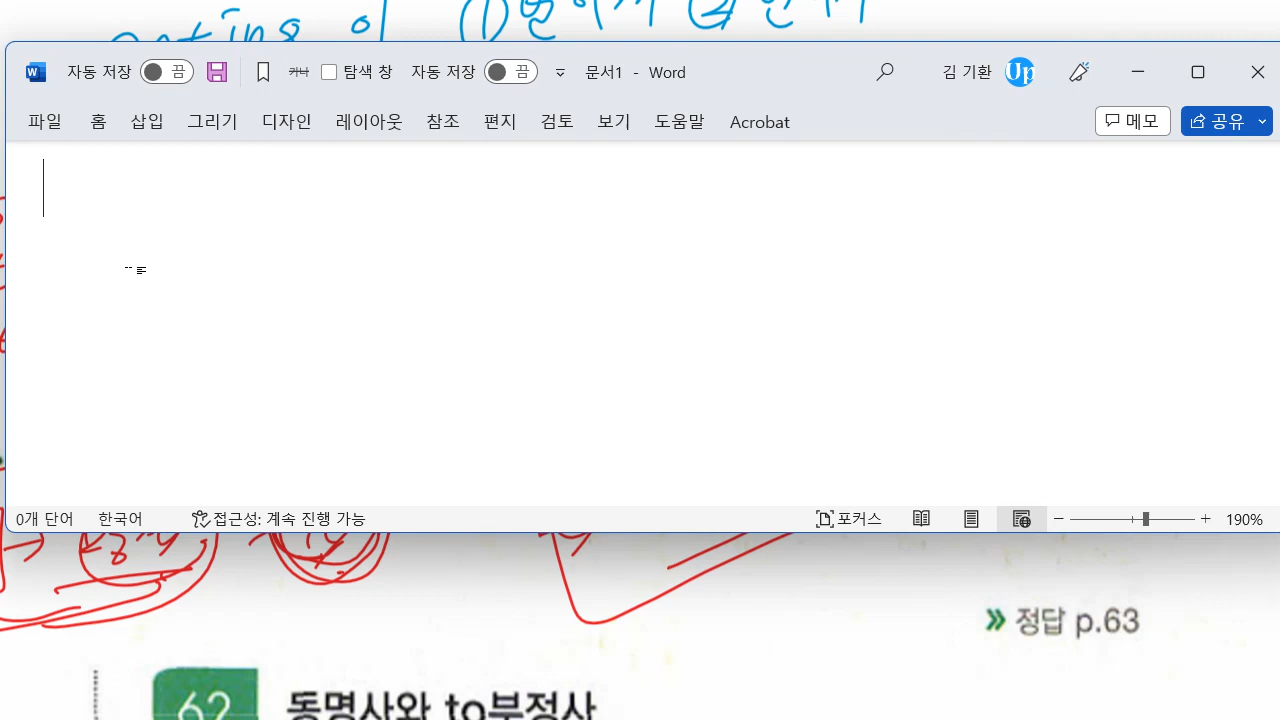 자동 저장 끔 가나 탐색 창 자동 저장 끔 문서1 - Word 김 기환 Up
파일 홈 삽입 그리기 디자인 레이아웃 참조 편지 검토 보기 도움말 Acrobat 메모 공유
0개 단어 한국어 접근성: 계속 진행 가능 포커스 190%
정답 p.63
62 동명사와 to부정사